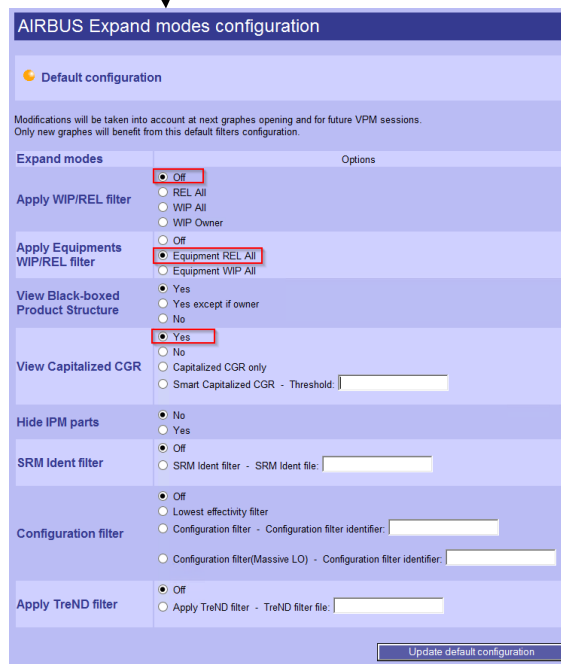 AIRBUS Expand modes configuration
Default configuration
Modifications will be taken into account at next graphes opening and for future VPM sessions.
Only new graphes will benefit from this default filters configuration.
Expand modes
Options
Apply WIP/REL filter
Off
REL All
WIP All
WIP Owner
Apply Equipments
WIP/REL filter
Off
Equipment REL All
Equipment WIP All
View Black-boxed
Product Structure
Yes
Yes except if owner
No
View Capitalized CGR
Yes
No
Capitalized CGR only
Smart Capitalized CGR - Threshold:
Hide IPM parts
No
Yes
SRM Ident filter
Off
SRM Ident filter - SRM Ident file:
Configuration filter
Off
Lowest effectivity filter
Configuration filter - Configuration filter identifier:
Configuration filter(Massive LO) - Configuration filter identifier:
Apply TreND filter
Off
Apply TreND filter - TreND filter file:
Update default configuration